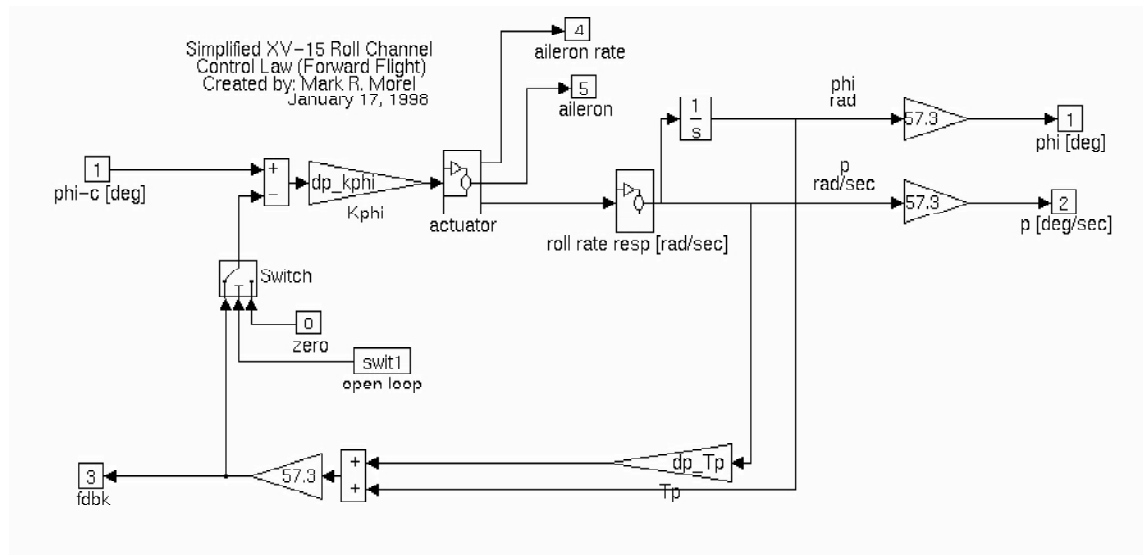 Simplified XV-15 Roll Channel
Control Law (Forward Flight)
Created by: Mark R. Morel
January 17, 1998
4
aileron rate
5
aileron
1
phi-c [deg]
+
−
dp_kphi
Kphi
actuator
roll rate resp [rad/sec]
1
s
phi
rad
57.3
1
phi [deg]
p
rad/sec
57.3
2
p [deg/sec]
Switch
0
zero
swit1
open loop
3
fdbk
57.3
+
+
dp_Tp
Tp